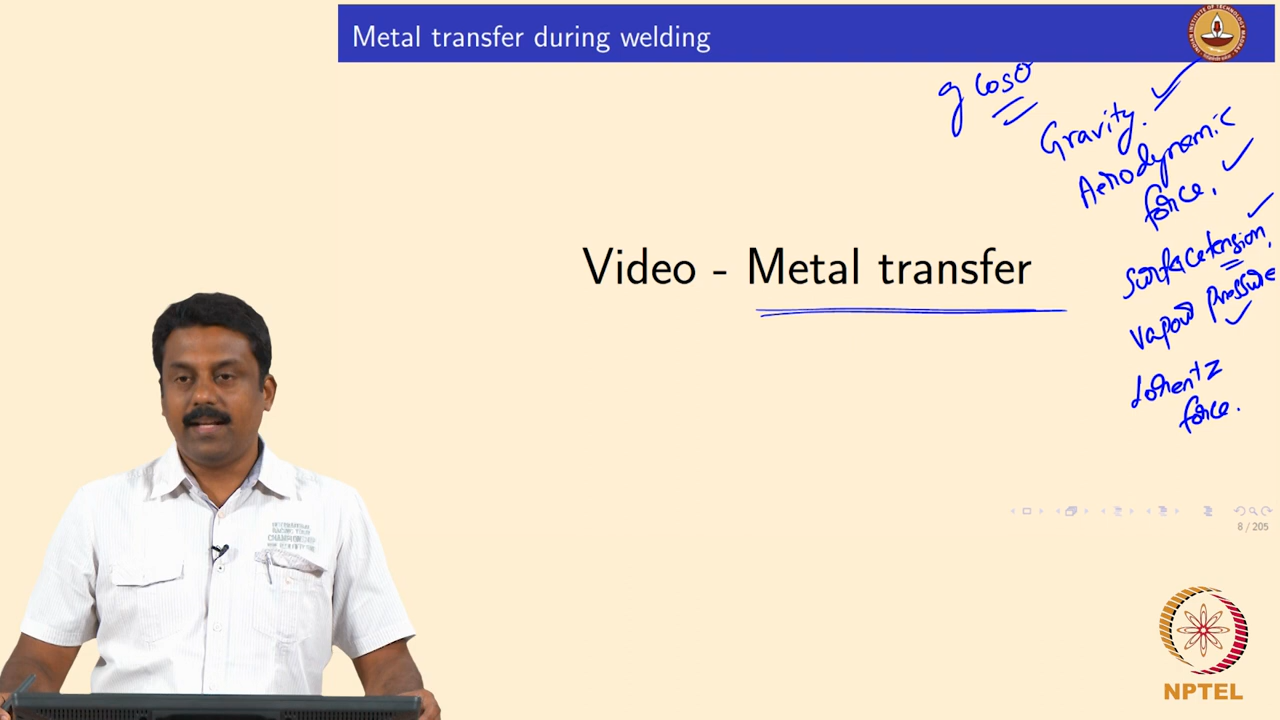 Metal transfer during welding
g cosθ
Gravity.
Aerodynamic
force,
Surface tension,
Vapour pressure
Lorentz
force.
Video - Metal transfer
8 / 205
NPTEL